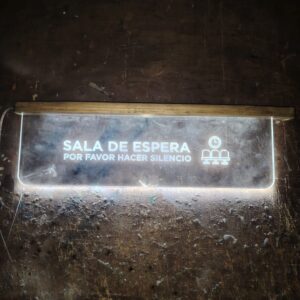 SALA DE ESPERA
POR FAVOR HACER SILENCIO